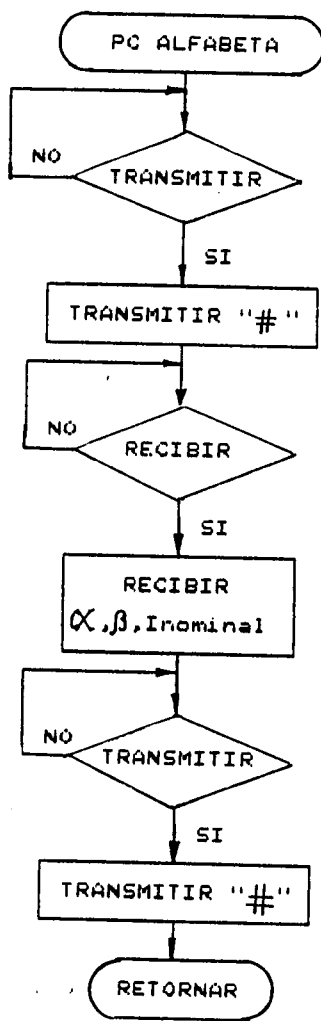 PC ALFABETA
NO
TRANSMITIR
SI
TRANSMITIR "#"
NO
RECIBIR
SI
RECIBIR
α,β,Inominal
NO
TRANSMITIR
SI
TRANSMITIR "#"
RETORNAR